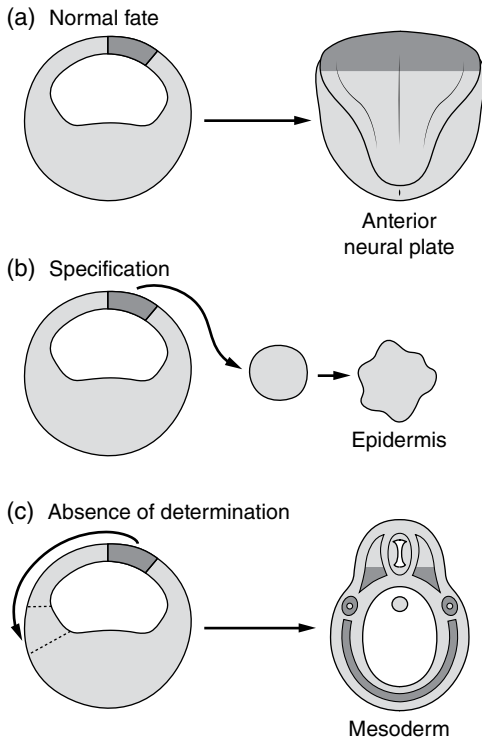 (a) Normal fate
Anterior
neural plate
(b) Specification
Epidermis
(c) Absence of determination
Mesoderm